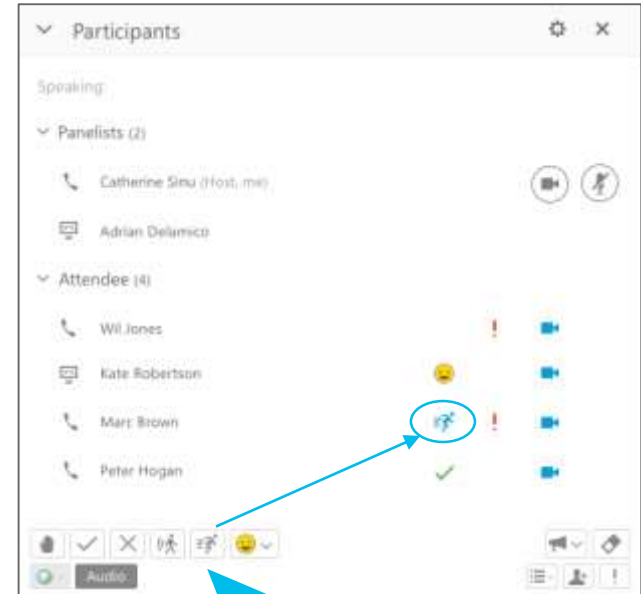 Participants
Speaking:
Panelists (2)
Catherine Sinu (Host, me)
Adrian Delamico
Attendee (4)
Wil Jones
Kate Robertson
Marc Brown
Peter Hogan
Audio